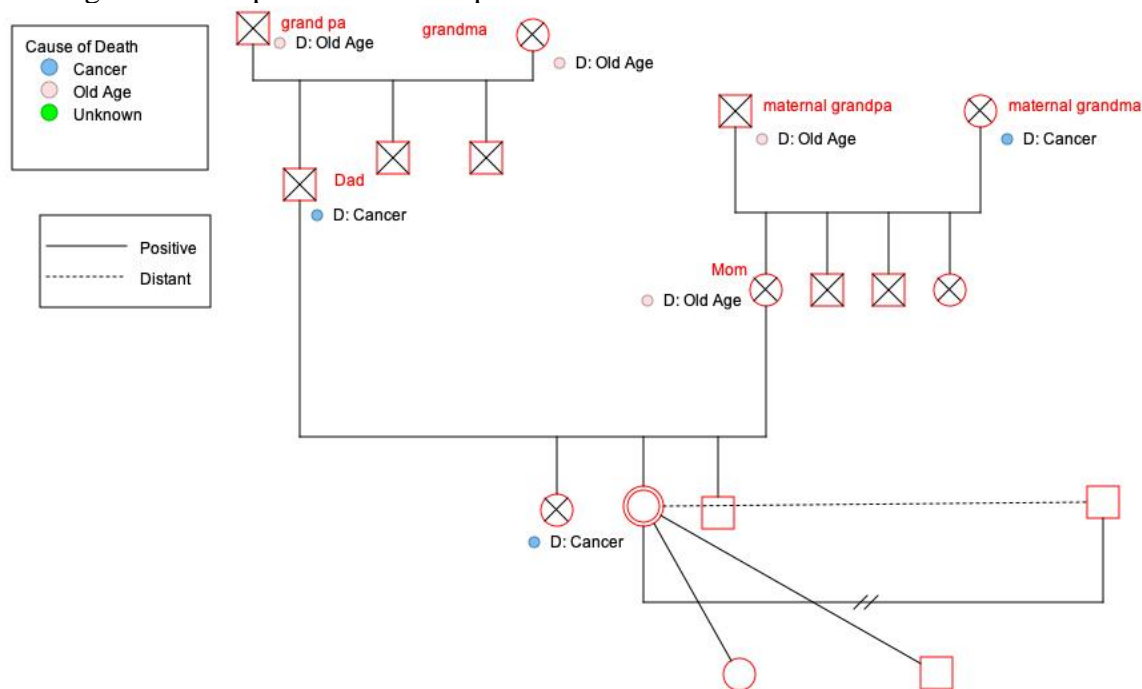 grand pa
D: Old Age
grandma
D: Old Age
Cause of Death
Cancer
Old Age
Unknown
maternal grandpa
D: Old Age
maternal grandma
D: Cancer
Dad
D: Cancer
Positive
Distant
Mom
D: Old Age
D: Cancer